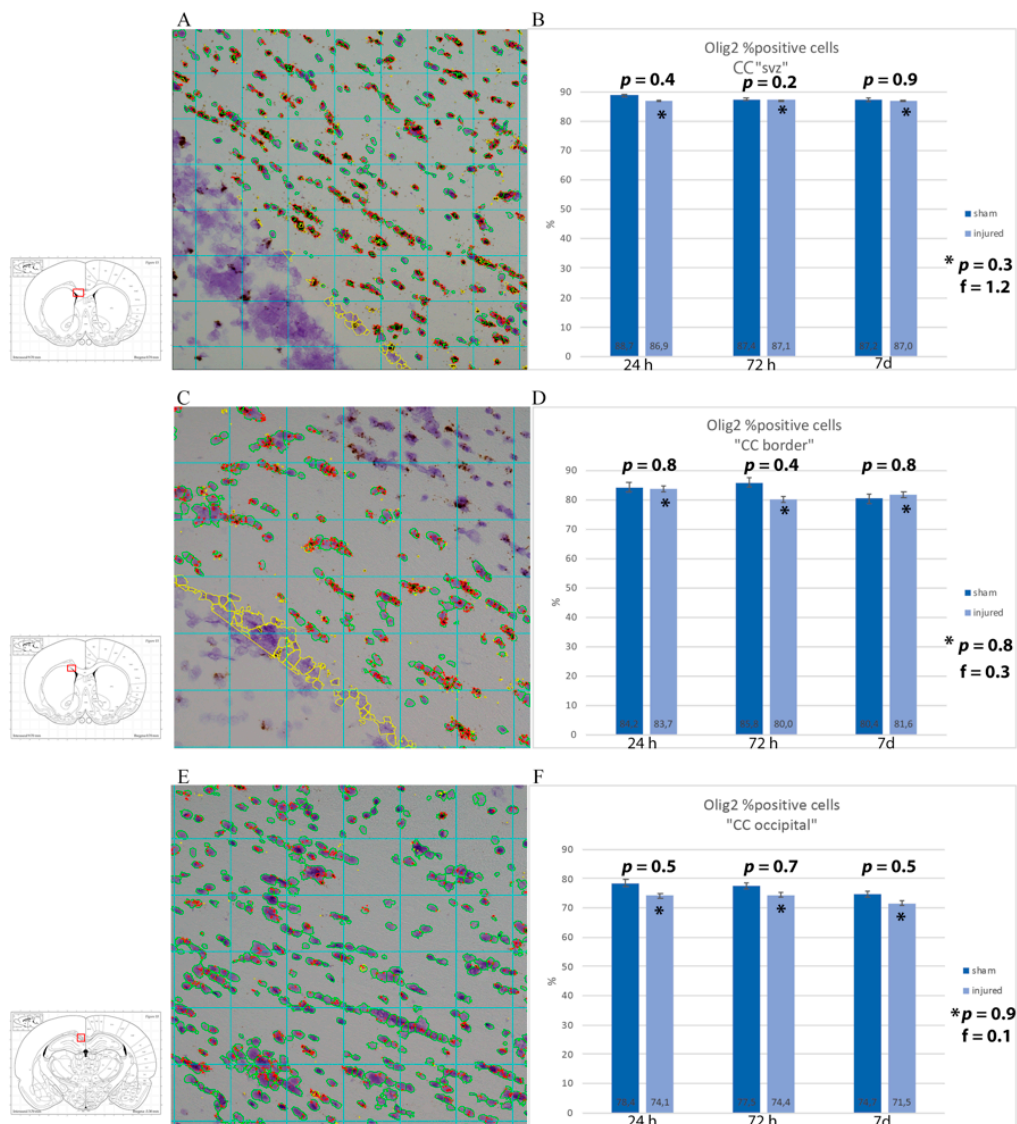 A
B
Olig2 %positive cells
CC"svz"
p = 0.4
p = 0.2
p = 0.9
90
80
70
60
50
40
30
20
10
0
%
*
*
*
86,9
87,1
87,0
24 h
72 h
7d
sham
injured
* p = 0.3
f = 1.2
C
D
Olig2 %positive cells
"CC border"
p = 0.8
p = 0.4
p = 0.8
90
80
70
60
50
40
30
20
10
0
%
*
*
*
84,2
83,7
80,0
81,6
24 h
72 h
7d
sham
injured
* p = 0.8
f = 0.3
E
F
Olig2 %positive cells
"CC occipital"
p = 0.5
p = 0.7
p = 0.5
90
80
70
60
50
40
30
20
10
0
%
*
*
*
74,1
74,4
71,5
24 h
72 h
7d
sham
injured
*p = 0.9
f = 0.1